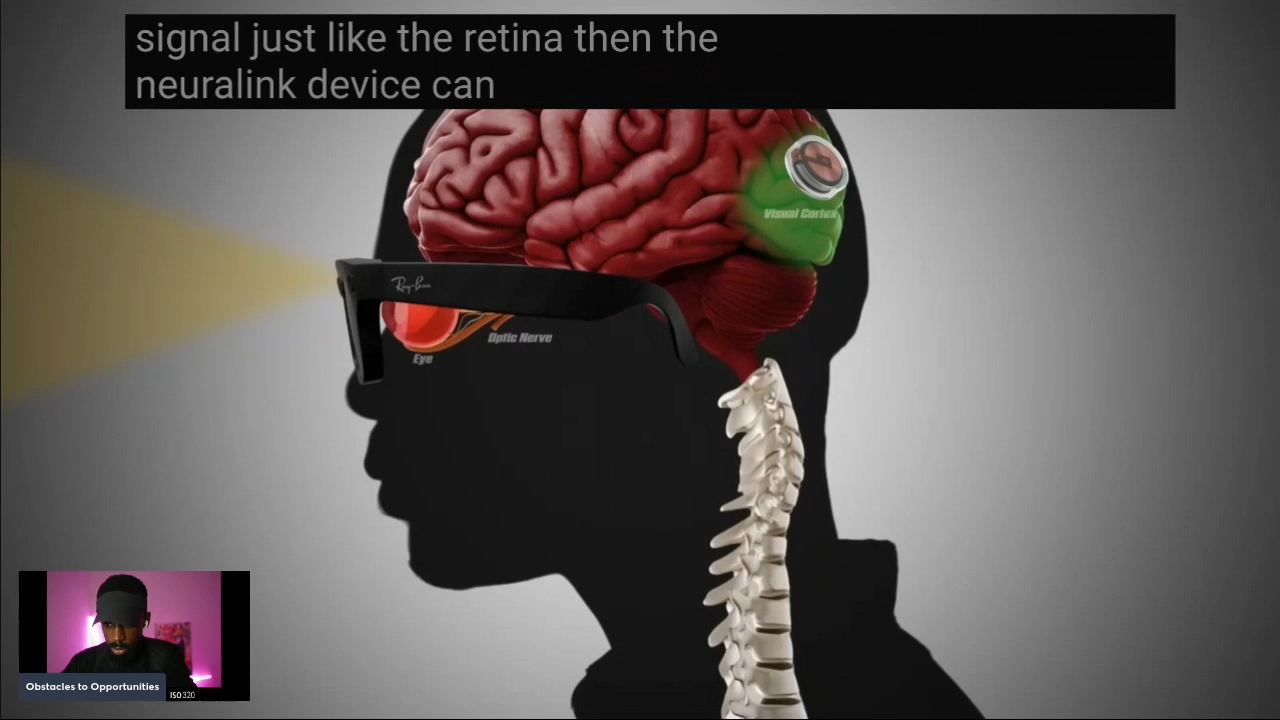 signal just like the retina then the
neuralink device can
Visual Cortex
Ray-Ban
Optic Nerve
Eye
Obstacles to Opportunities
ISO 320